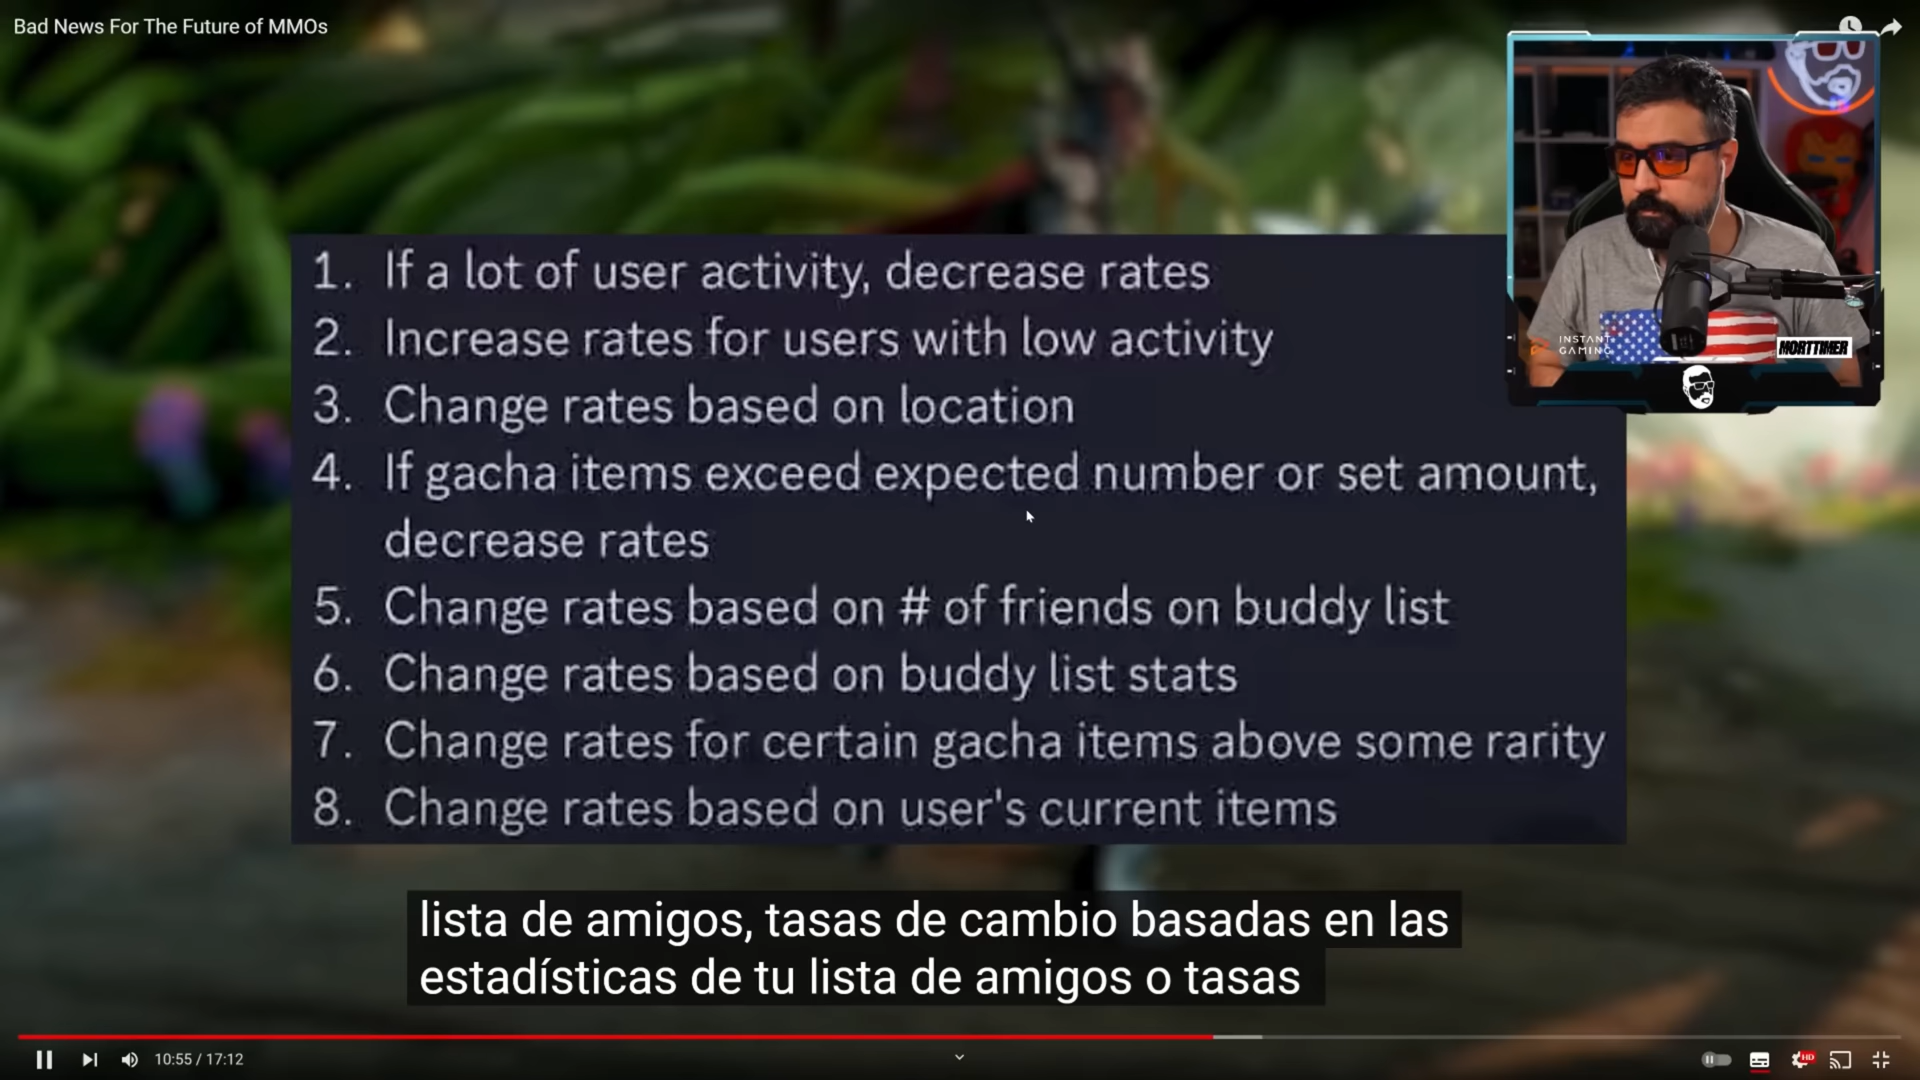 Bad News For The Future of MMOs
1. If a lot of user activity, decrease rates
2. Increase rates for users with low activity
3. Change rates based on location
4. If gacha items exceed expected number or set amount,
decrease rates
5. Change rates based on # of friends on buddy list
6. Change rates based on buddy list stats
7. Change rates for certain gacha items above some rarity
8. Change rates based on user's current items
INSTANT
GAMING
MORTTIMER
lista de amigos, tasas de cambio basadas en las
estadísticas de tu lista de amigos o tasas
10:55 / 17:12
HD